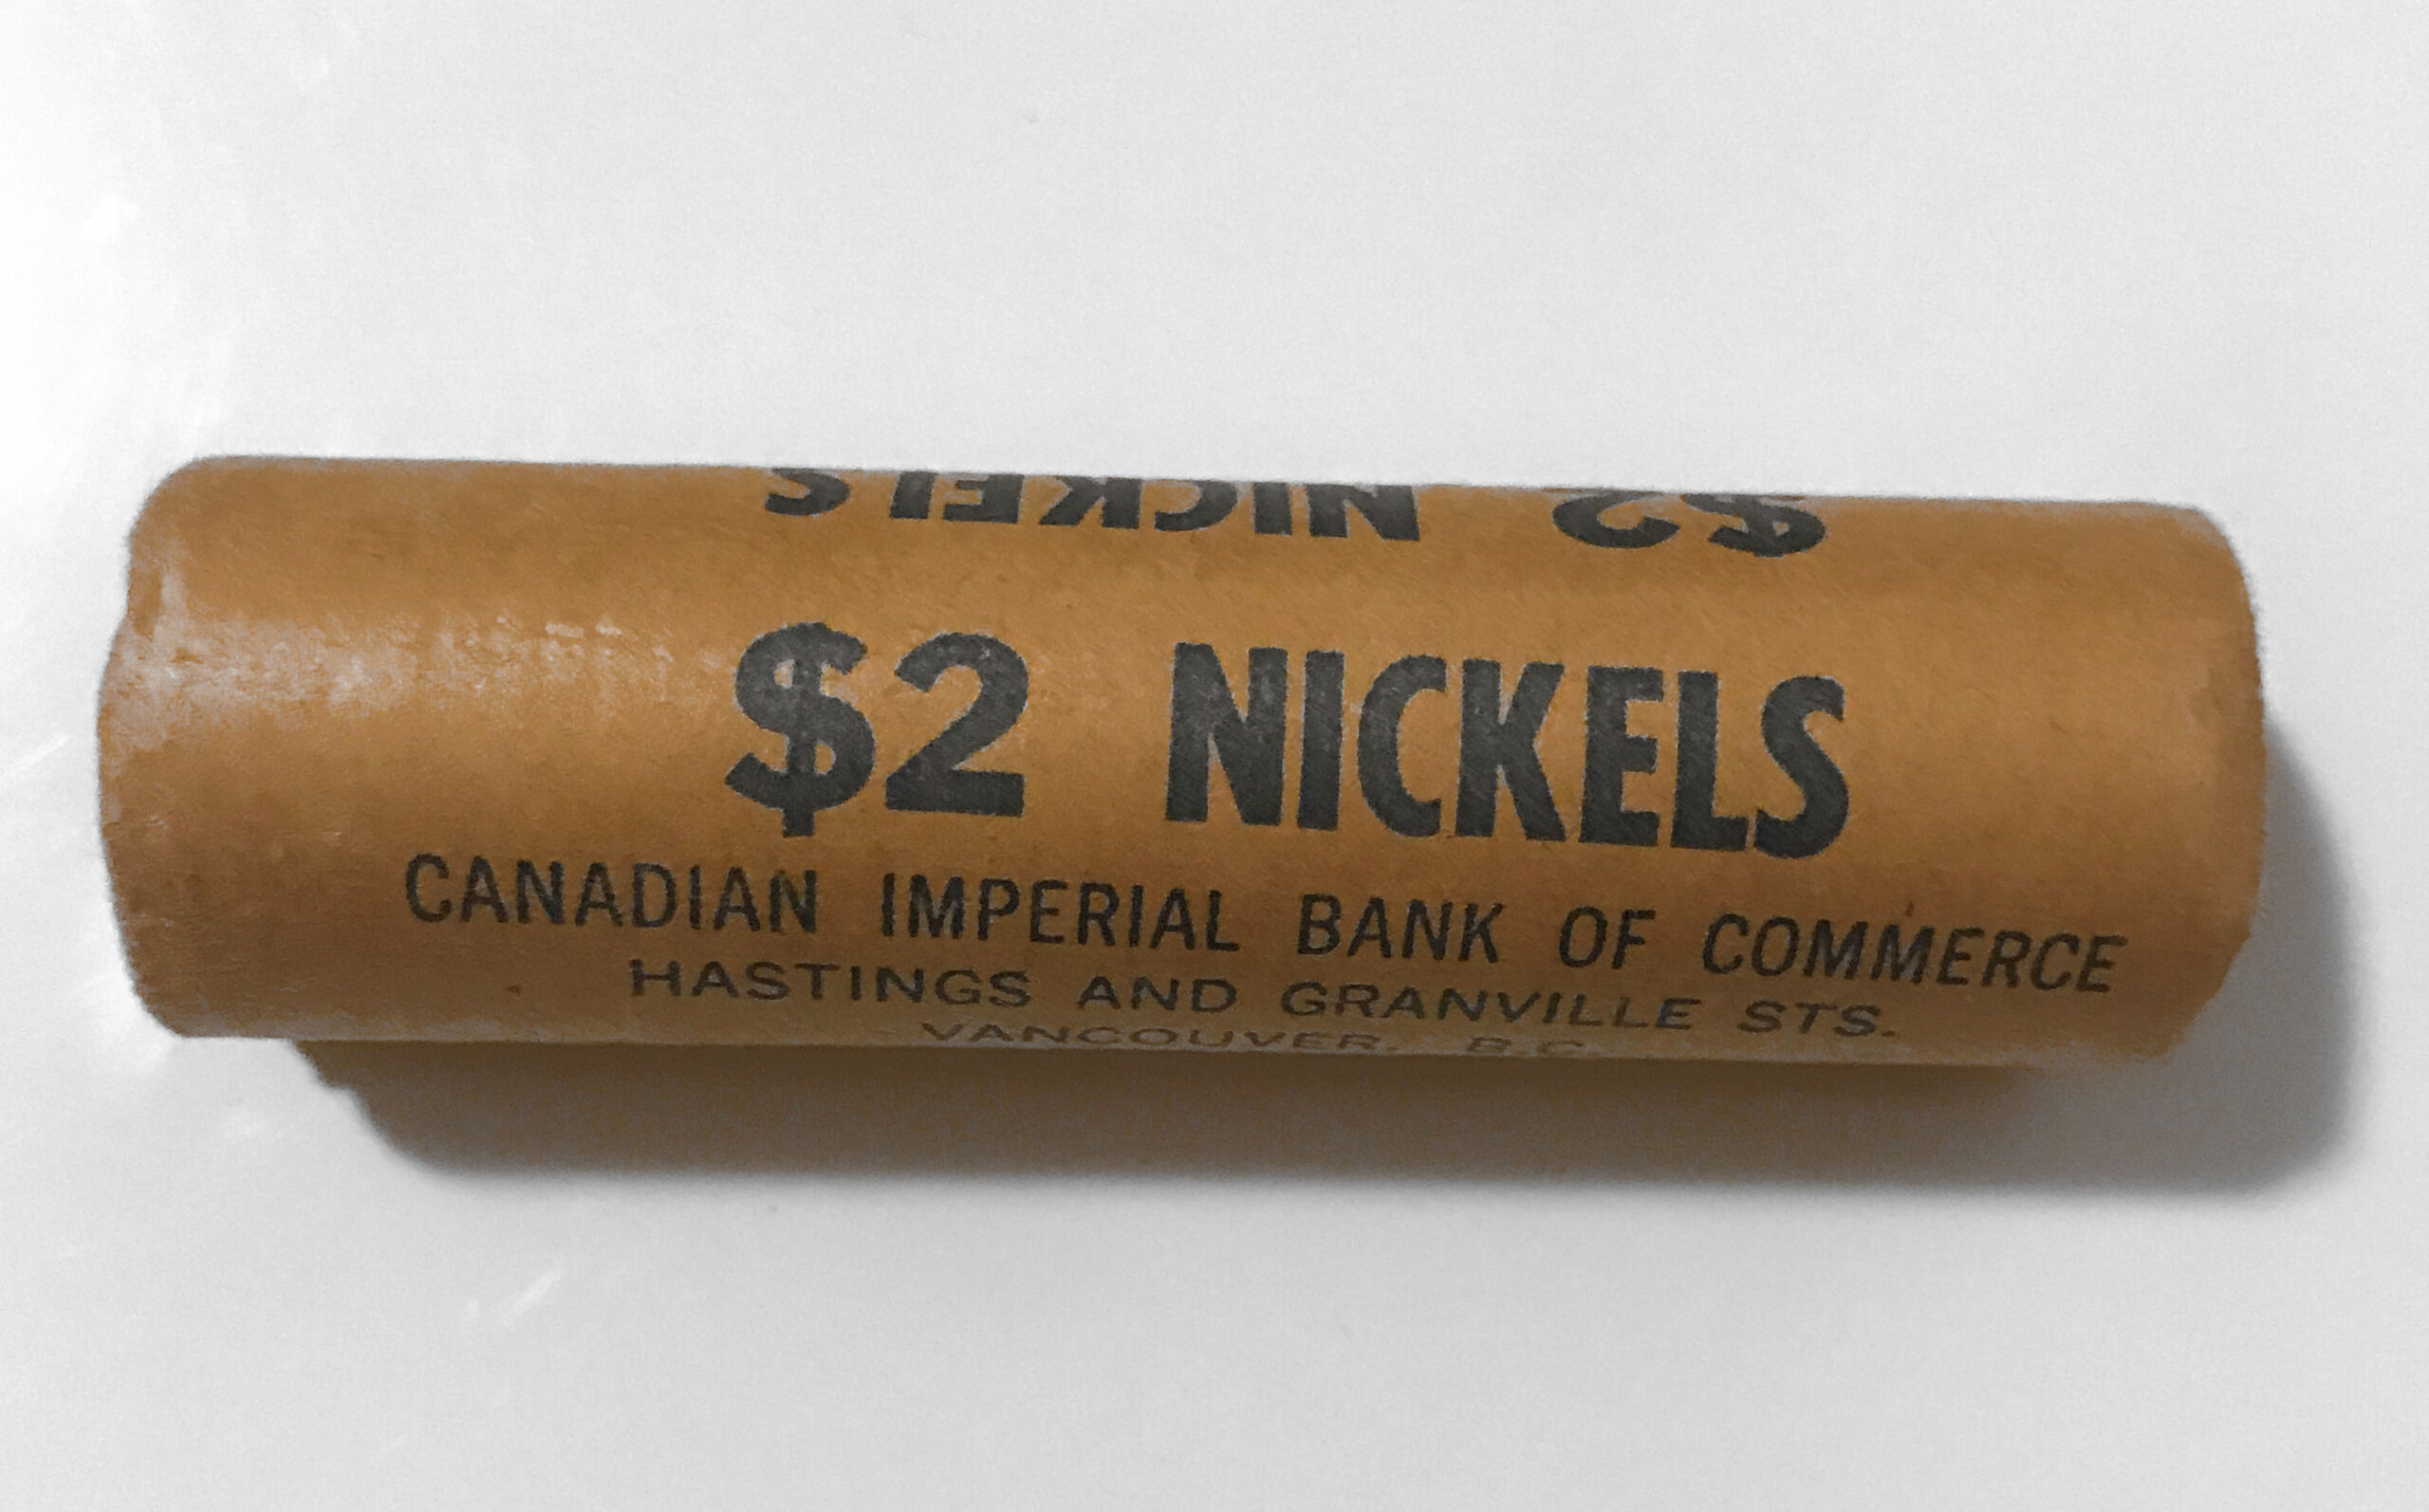 $2 NICKELS
$2 NICKELS
CANADIAN IMPERIAL BANK OF COMMERCE
HASTINGS AND GRANVILLE STS.
VANCOUVER, B.C.